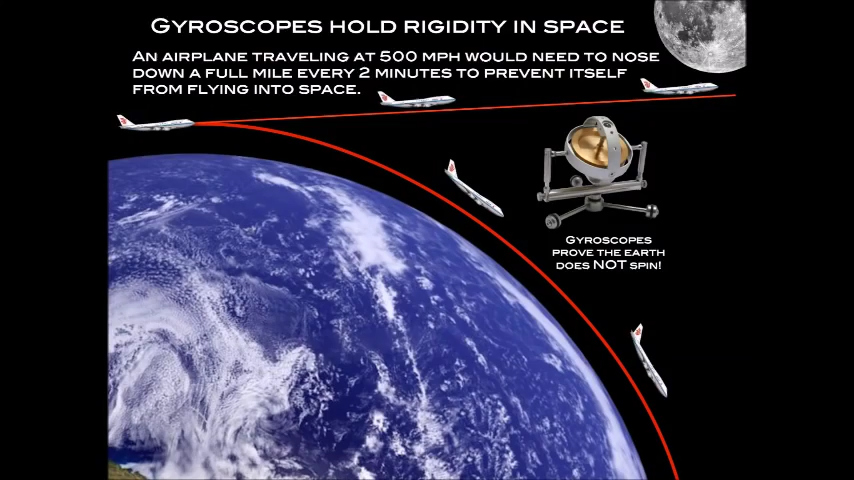 Gyroscopes hold rigidity in space
An airplane traveling at 500 mph would need to nose
down a full mile every 2 minutes to prevent itself
from flying into space.
Gyroscopes
prove the earth
does NOT spin!